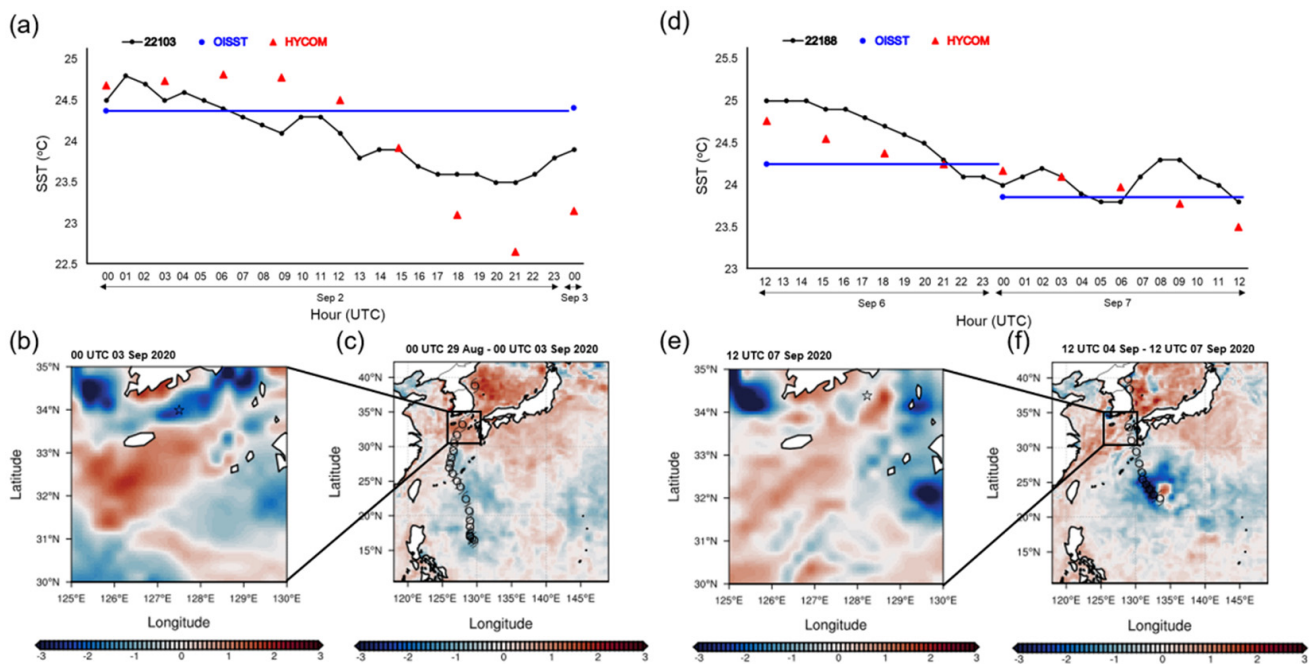 (a)
22103 OISST HYCOM
25
24.5
24
23.5
23
22.5
SST (°C)
00 01 02 03 04 05 06 07 08 09 10 11 12 13 14 15 16 17 18 19 20 21 22 23 00
Sep 2 Sep 3
Hour (UTC)
(d)
22188 OISST HYCOM
25.5
25
24.5
24
23.5
23
SST (°C)
12 13 14 15 16 17 18 19 20 21 22 23 00 01 02 03 04 05 06 07 08 09 10 11 12
Sep 6 Sep 7
Hour (UTC)
(b)
00 UTC 03 Sep 2020
35°N
34°N
33°N
32°N
31°N
30°N
Latitude
125°E 126°E 127°E 128°E 129°E 130°E
Longitude
-3 -2 -1 0 1 2 3
(c)
00 UTC 29 Aug - 00 UTC 03 Sep 2020
40°N
35°N
30°N
25°N
20°N
15°N
Latitude
120°E 125°E 130°E 135°E 140°E 145°E
Longitude
-3 -2 -1 0 1 2 3
(e)
12 UTC 07 Sep 2020
35°N
34°N
33°N
32°N
31°N
30°N
Latitude
125°E 126°E 127°E 128°E 129°E 130°E
Longitude
-3 -2 -1 0 1 2 3
(f)
12 UTC 04 Sep - 12 UTC 07 Sep 2020
40°N
35°N
30°N
25°N
20°N
15°N
Latitude
120°E 125°E 130°E 135°E 140°E 145°E
Longitude
-3 -2 -1 0 1 2 3